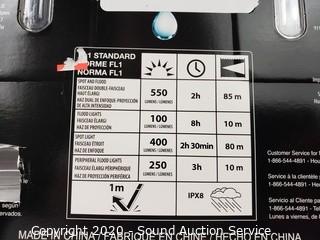 1 STANDARD
NORME FL1
NORMA FL1
SPOT AND FLOOD
FAISCEAU DOUBLE-FAISCEAU
HAUT ÉLARGI
HAZ DUAL DE ENFOQUE-PROYECCIÓN
DE ALTA INTENSIDAD
550
LUMENS / LÚMENES
2h
85 m
FLOOD LIGHTS
FAISCEAU ÉLARGI
HAZ DE PROYECCIÓN
100
LUMENS / LÚMENES
8h
10 m
SPOT LIGHT
FAISCEAU ÉTROIT
HAZ DE ENFOQUE
400
LUMENS / LÚMENES
2h30min
80 m
PERIPHERAL FLOOD LIGHTS
FAISCEAU ÉLARGI PÉRIPHÉRIQUE
HAZ DE PROYECCIÓN PERIFÉRICO
250
LUMENS / LÚMENES
3h
10 m
1m
IPX8
Customer Service
1-866-544-4891
Service à la clientèle
1-866-544-4891
Servicio al cliente
1-866-544-4891
Lunes a viernes, de
según
Servados.
MADE IN CHINA / FABRIQUÉ EN CHINE / HECHO EN CHINA
Copyright 2020 - Sound Auction Service